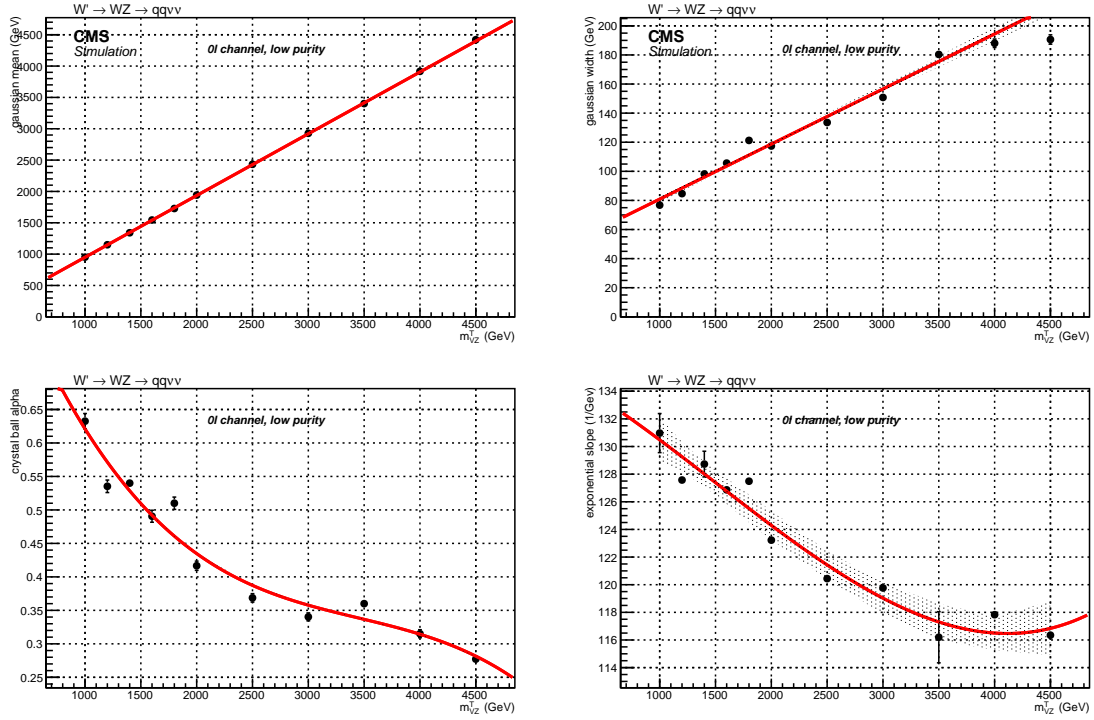 W' → WZ → qqνν
CMS
Simulation
0l channel, low purity
gaussian mean (GeV)
4500
4000
3500
3000
2500
2000
1500
1000
500
0
1000 1500 2000 2500 3000 3500 4000 4500
m^T_VZ (GeV)
W' → WZ → qqνν
CMS
Simulation
0l channel, low purity
gaussian width (GeV)
200
180
160
140
120
100
80
60
40
20
0
1000 1500 2000 2500 3000 3500 4000 4500
m^T_VZ (GeV)
W' → WZ → qqνν
0l channel, low purity
crystal ball alpha
0.65
0.6
0.55
0.5
0.45
0.4
0.35
0.3
0.25
1000 1500 2000 2500 3000 3500 4000 4500
m^T_VZ (GeV)
W' → WZ → qqνν
0l channel, low purity
exponential slope (1/Gev)
134
132
130
128
126
124
122
120
118
116
114
1000 1500 2000 2500 3000 3500 4000 4500
m^T_VZ (GeV)